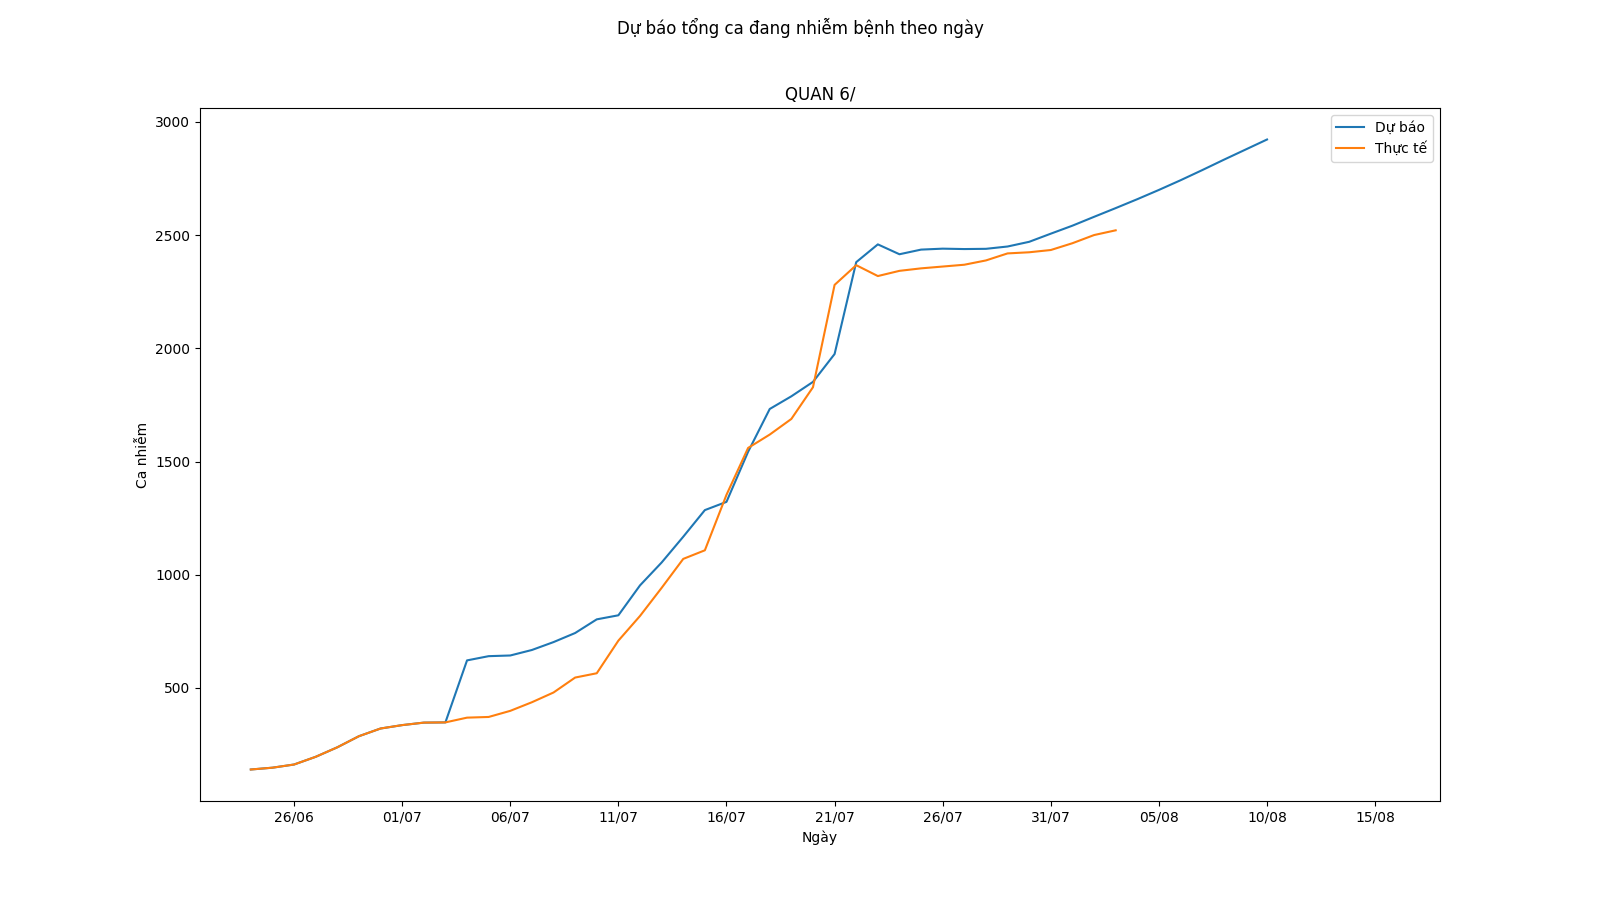 Dự báo tổng ca đang nhiễm bệnh theo ngày
QUAN 6/
3000
2500
2000
1500
1000
500
Ca nhiễm
Dự báo
Thực tế
26/06 01/07 06/07 11/07 16/07 21/07 26/07 31/07 05/08 10/08 15/08
Ngày